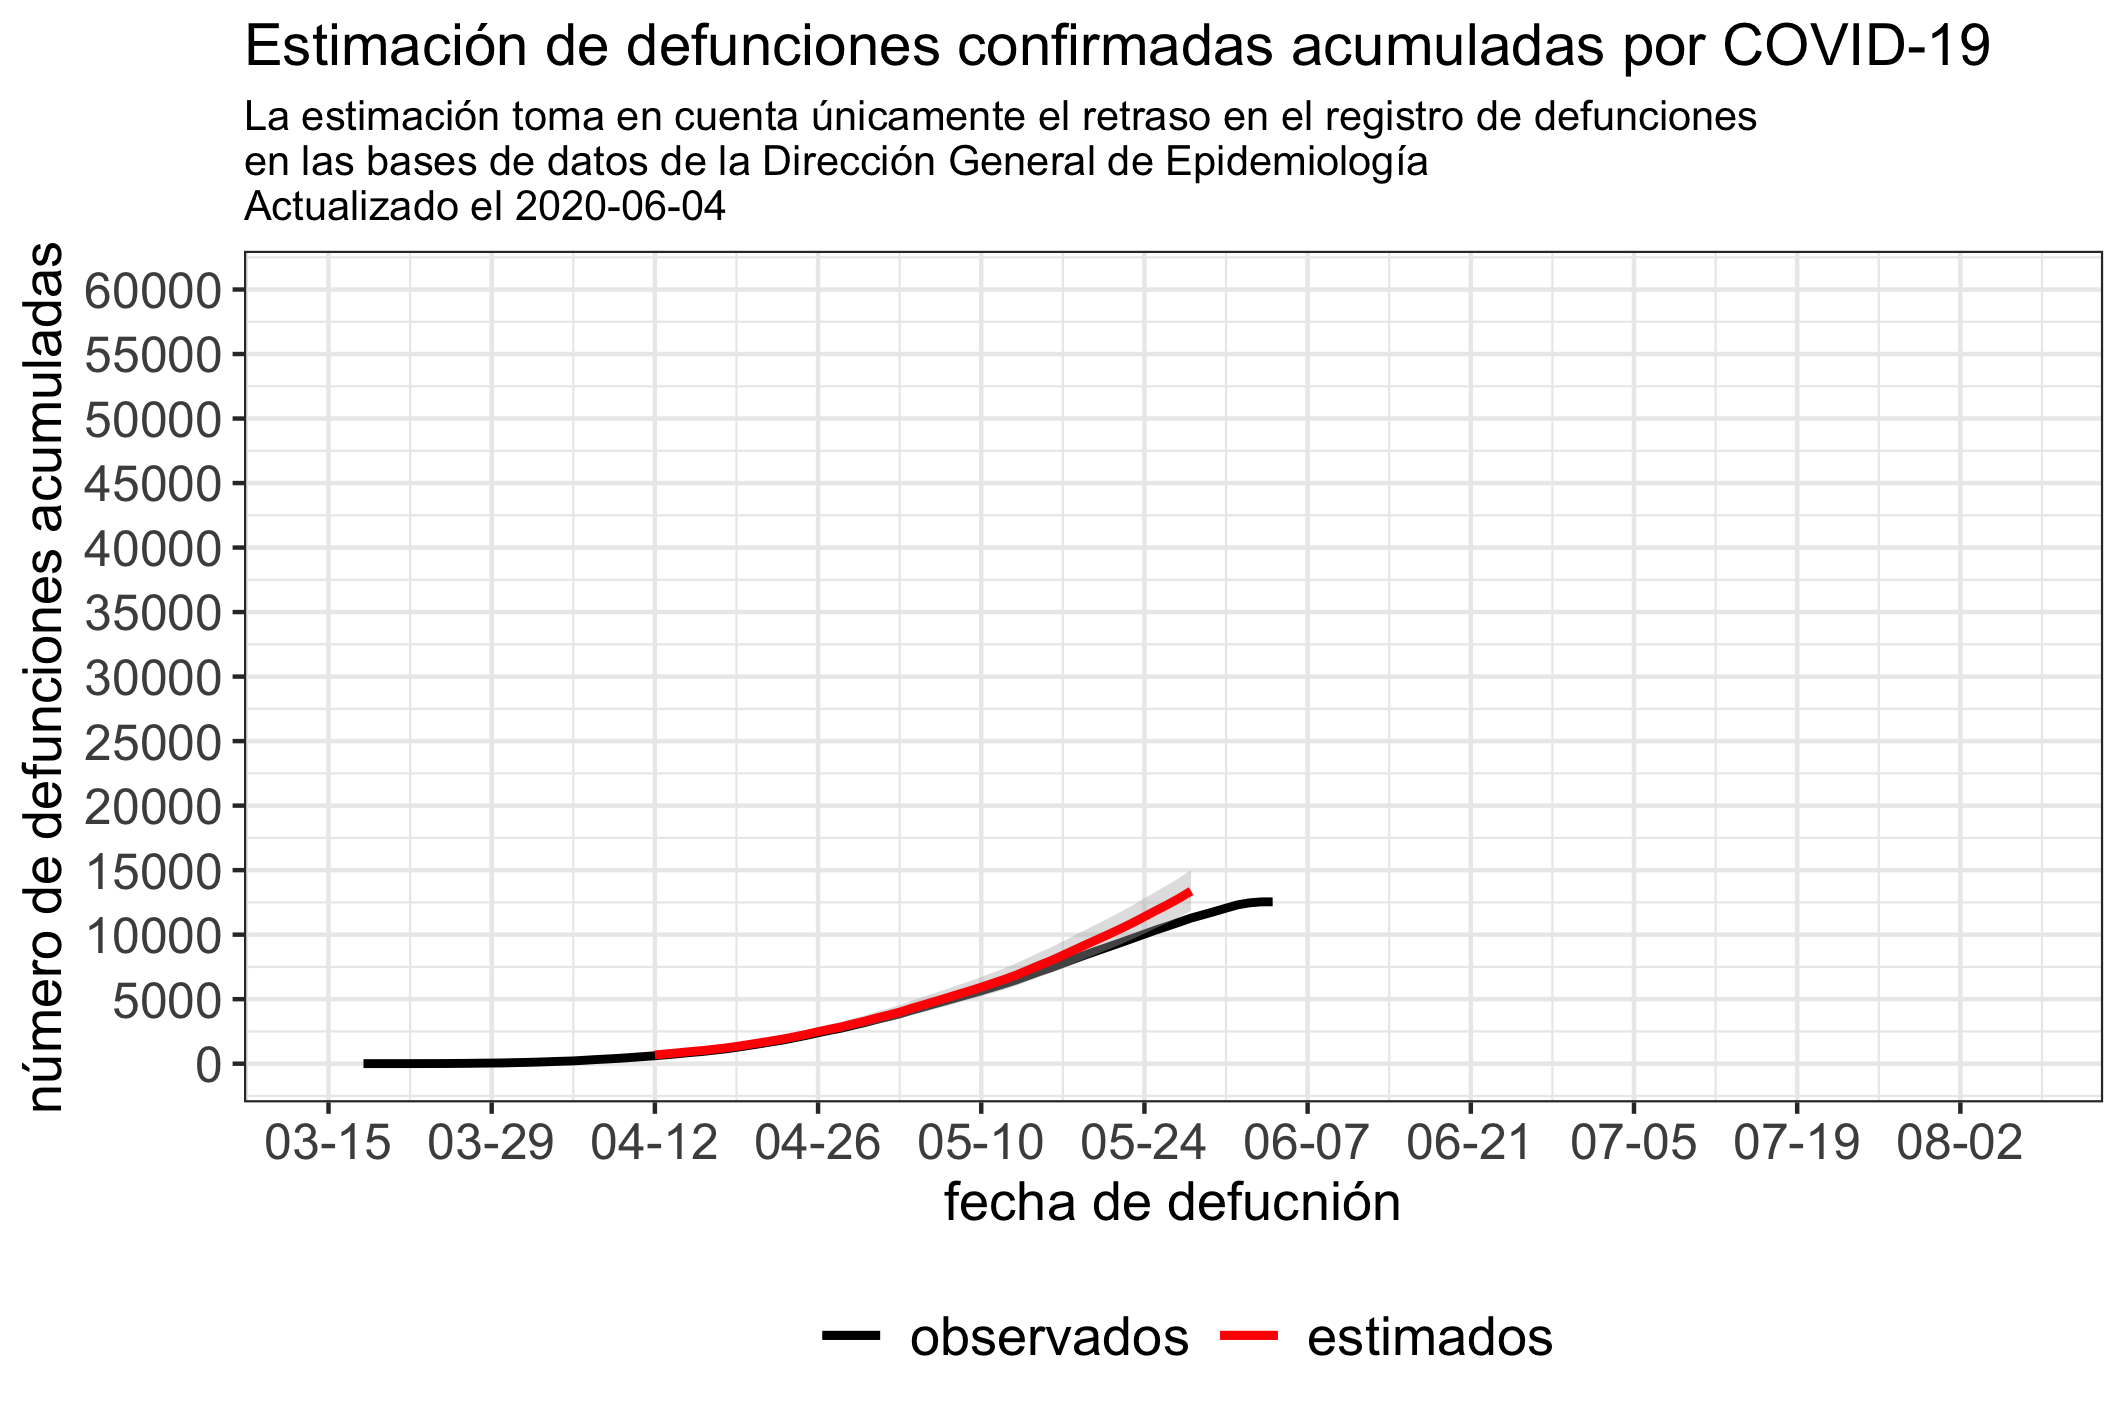 Estimación de defunciones confirmadas acumuladas por COVID-19
La estimación toma en cuenta únicamente el retraso en el registro de defunciones
en las bases de datos de la Dirección General de Epidemiología
Actualizado el 2020-06-04
número de defunciones acumuladas
60000
55000
50000
45000
40000
35000
30000
25000
20000
15000
10000
5000
0
03-15 03-29 04-12 04-26 05-10 05-24 06-07 06-21 07-05 07-19 08-02
fecha de defucnión
observados estimados